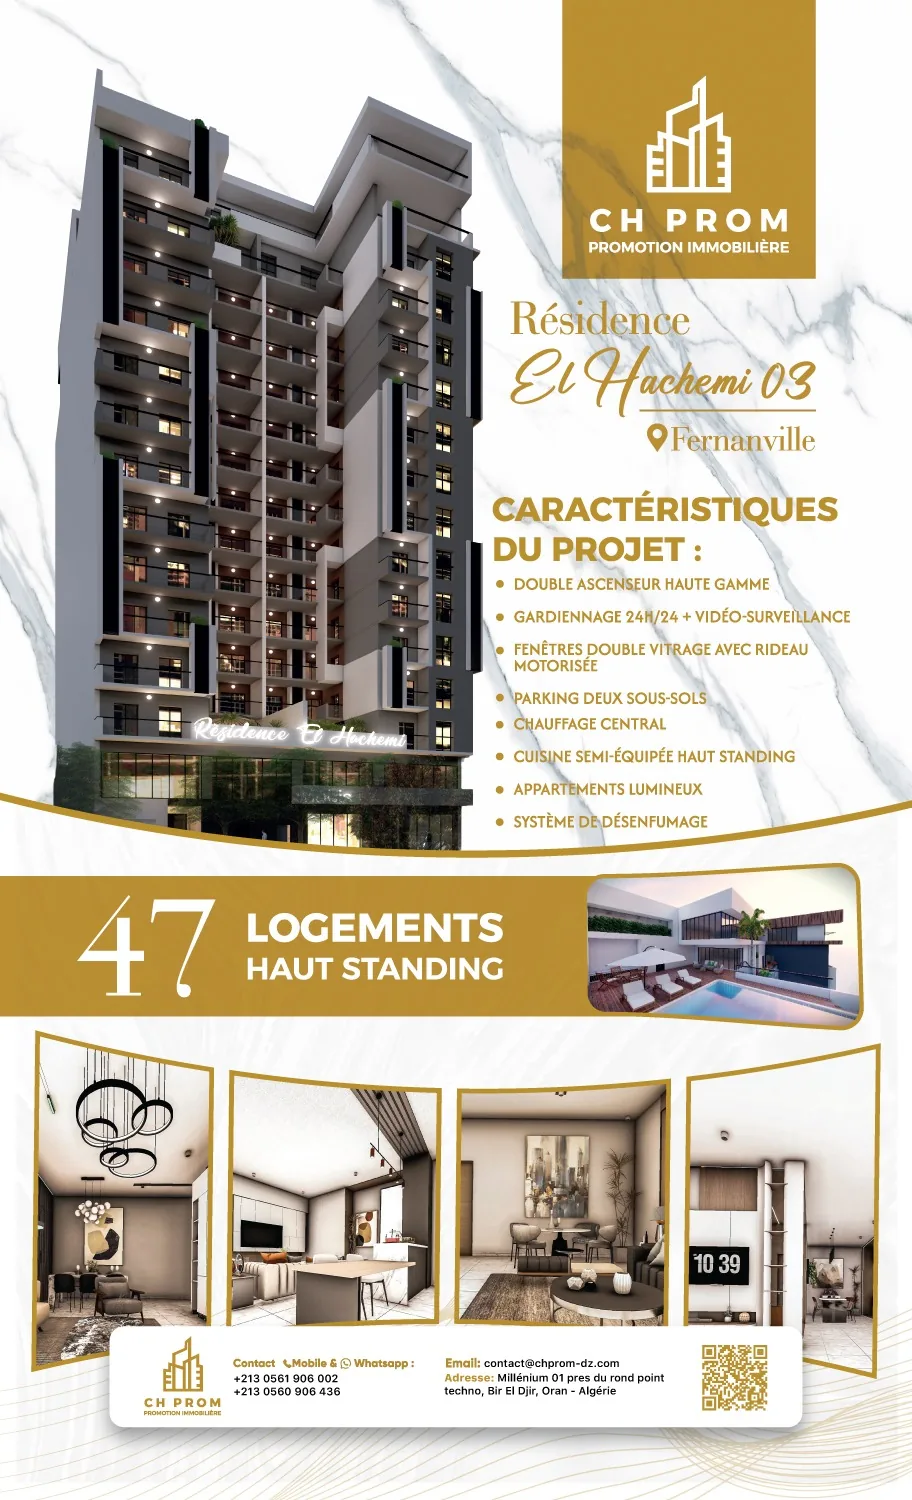 CH PROM
PROMOTION IMMOBILIÈRE
Résidence
El Hachemi 03
Fernanville
CARACTÉRISTIQUES
DU PROJET :
• DOUBLE ASCENSEUR HAUTE GAMME
• GARDIENNAGE 24H/24 + VIDÉO-SURVEILLANCE
• FENÊTRES DOUBLE VITRAGE AVEC RIDEAU
MOTORISÉE
• PARKING DEUX SOUS-SOLS
• CHAUFFAGE CENTRAL
• CUISINE SEMI-ÉQUIPÉE HAUT STANDING
• APPARTEMENTS LUMINEUX
• SYSTÈME DE DÉSENFUMAGE
Résidence El Hachemi
47
LOGEMENTS
HAUT STANDING
10 39
CH PROM
PROMOTION IMMOBILIÈRE
Contact Mobile & Whatsapp :
+213 0561 906 002
+213 0560 906 436
Email: contact@chprom-dz.com
Adresse: Millénium 01 pres du rond point
techno, Bir El Djir, Oran - Algérie